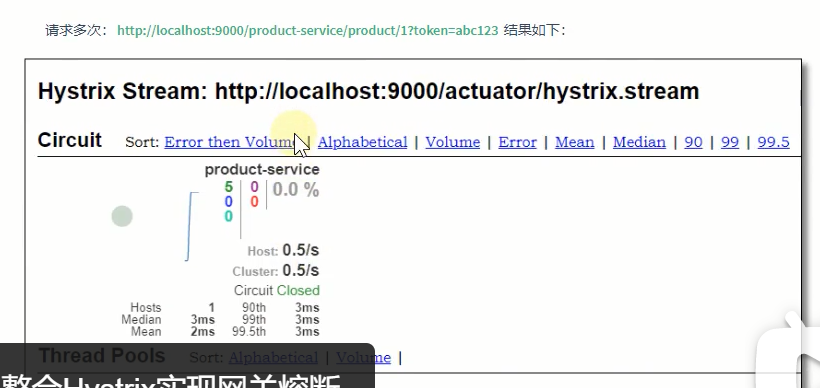 请求多次：http://localhost:9000/product-service/product/1?token=abc123 结果如下：
Hystrix Stream: http://localhost:9000/actuator/hystrix.stream
Circuit Sort: Error then Volume | Alphabetical | Volume | Error | Mean | Median | 90 | 99 | 99.5
product-service
5 0 0.0 %
0 0
0
Host: 0.5/s
Cluster: 0.5/s
Circuit Closed
Hosts 1 90th 3ms
Median 3ms 99th 3ms
Mean 2ms 99.5th 3ms
Thread Pools Sort: Alphabetical | Volume |
整合Hystrix实现网关熔断